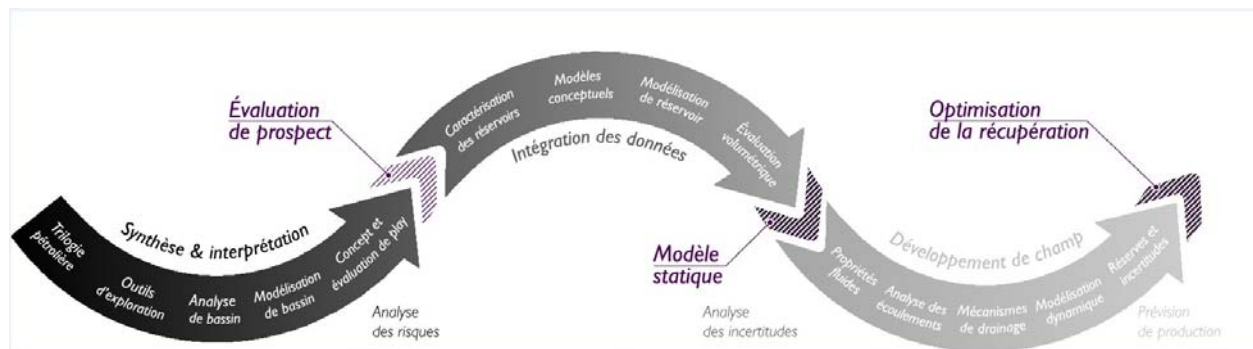 Trilogie
pétrolière
Outils
d'exploration
Analyse
de bassin
Modélisation
de bassin
Concept et
évaluation de play
Synthèse & interprétation
Analyse
des risques
Évaluation
de prospect
Caractérisation
des réservoirs
Modèles
conceptuels
Modélisation
de réservoir
Évaluation
volumétrique
Intégration des données
Modèle
statique
Analyse
des incertitudes
Propriétés
fluides
Analyse des
écoulements
Mécanismes
de drainage
Modélisation
dynamique
Réserves et
incertitudes
Développement de champ
Prévision
de production
Optimisation
de la récupération